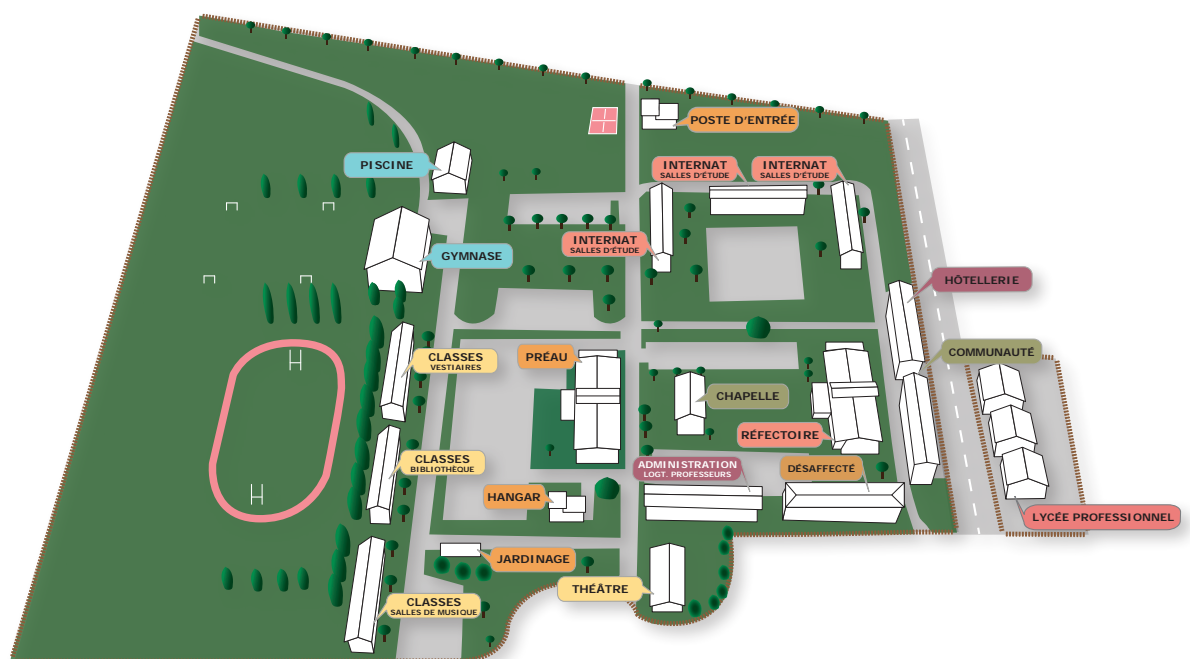 POSTE D'ENTRÉE
PISCINE
INTERNAT
SALLES D'ÉTUDE
INTERNAT
SALLES D'ÉTUDE
INTERNAT
SALLES D'ÉTUDE
GYMNASE
HÔTELLERIE
CLASSES
VESTIAIRES
PRÉAU
COMMUNAUTÉ
CHAPELLE
RÉFECTOIRE
CLASSES
BIBLIOTHÈQUE
ADMINISTRATION
LOGT. PROFESSEURS
DÉSAFFECTÉ
HANGAR
LYCÉE PROFESSIONNEL
JARDINAGE
THÉÂTRE
CLASSES
SALLES DE MUSIQUE